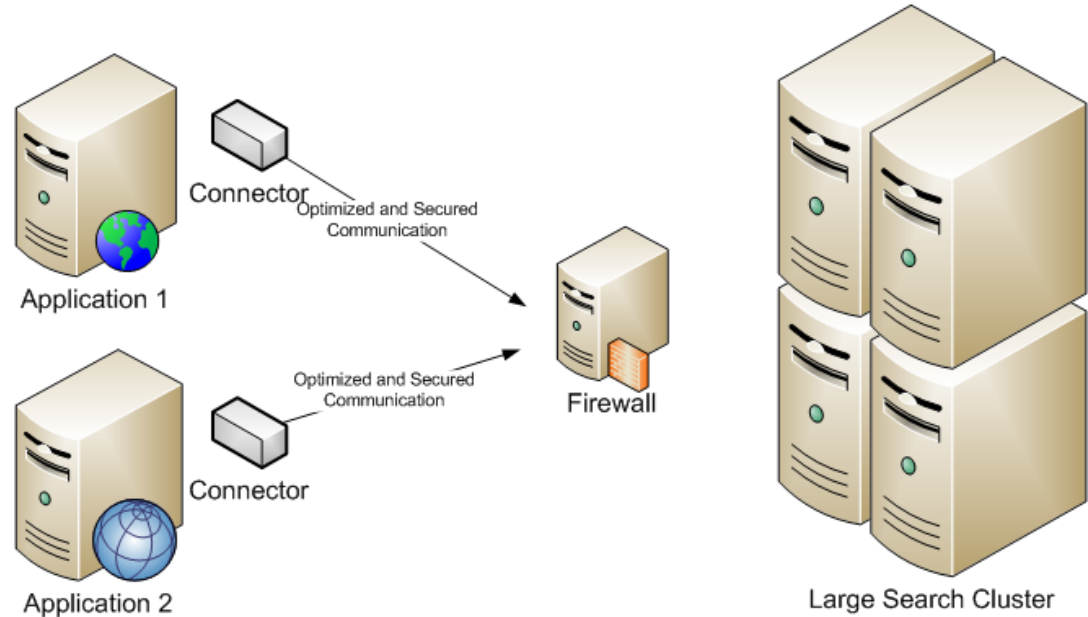 Connector
Optimized and Secured
Communication
Application 1
Optimized and Secured
Communication
Firewall
Connector
Application 2
Large Search Cluster